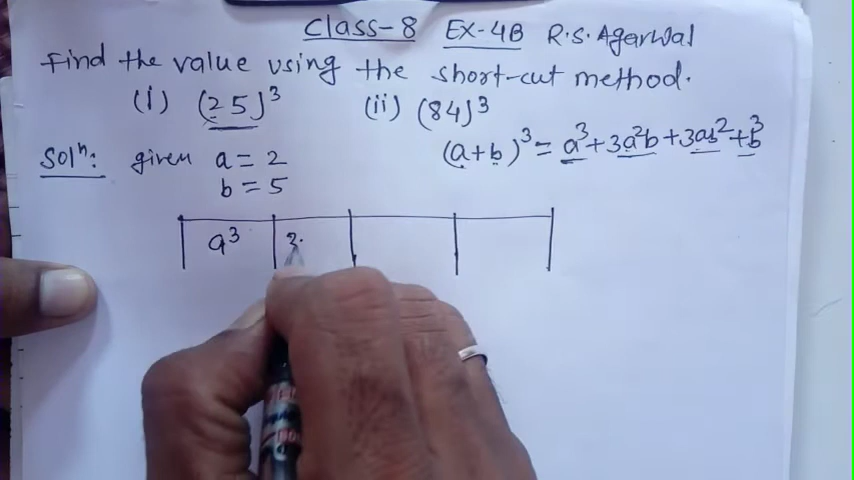 Class-8 EX-4B R.S. Agarwal
Find the value using the short-cut method.
(i) (25)³ (ii) (84)³
Solⁿ: given a = 2
b = 5
(a+b)³ = a³+3a²b+3ab²+b³
a³ 3.